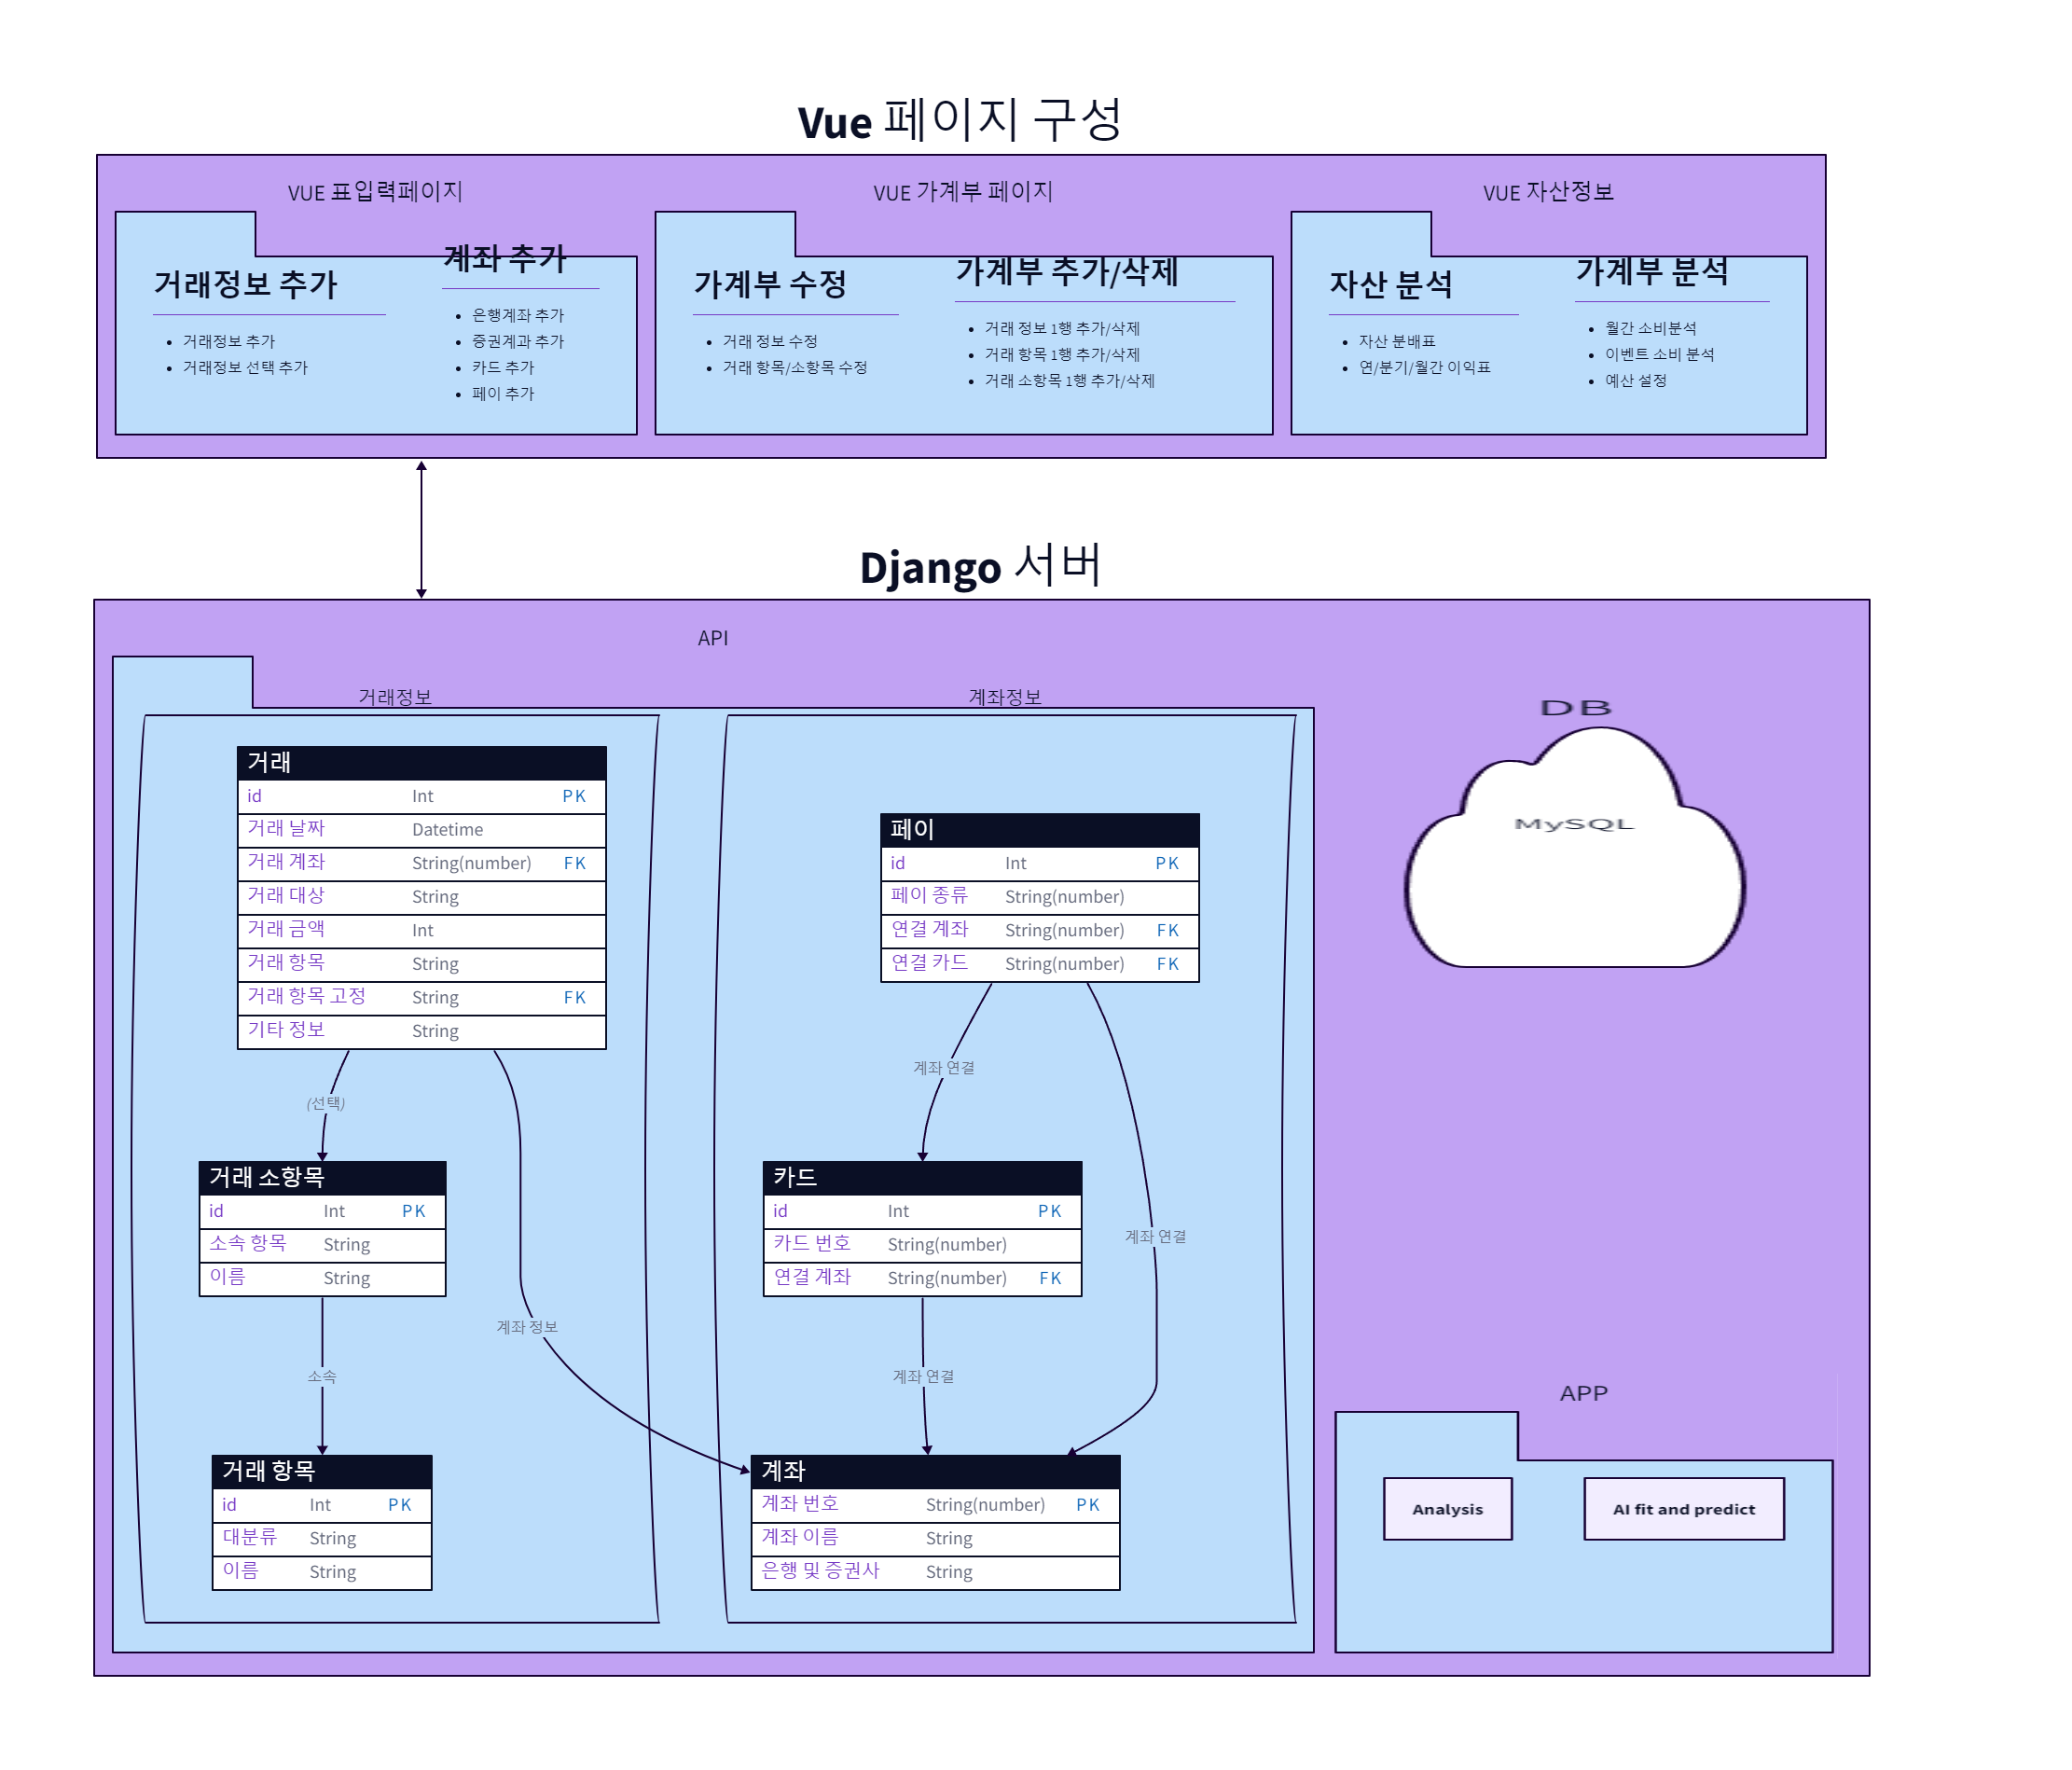 Vue 페이지 구성
VUE 표입력페이지
거래정보 추가
거래정보 추가
거래정보 선택 추가
계좌 추가
은행계좌 추가
증권계과 추가
카드 추가
페이 추가
VUE 가계부 페이지
가계부 수정
거래 정보 수정
거래 항목/소항목 수정
가계부 추가/삭제
거래 정보 1행 추가/삭제
거래 항목 1행 추가/삭제
거래 소항목 1행 추가/삭제
VUE 자산정보
자산 분석
자산 분배표
연/분기/월간 이익표
가계부 분석
월간 소비분석
이벤트 소비 분석
예산 설정
Django 서버
API
거래정보
거래
id Int PK
거래 날짜 Datetime
거래 계좌 String(number) FK
거래 대상 String
거래 금액 Int
거래 항목 String
거래 항목 고정 String FK
기타 정보 String
(선택)
거래 소항목
id Int PK
소속 항목 String
이름 String
계좌 정보
소속
거래 항목
id Int PK
대분류 String
이름 String
계좌정보
페이
id Int PK
페이 종류 String(number)
연결 계좌 String(number) FK
연결 카드 String(number) FK
계좌 연결
카드
id Int PK
카드 번호 String(number)
연결 계좌 String(number) FK
계좌 연결
계좌 연결
계좌
계좌 번호 String(number) PK
계좌 이름 String
은행 및 증권사 String
DB
MySQL
APP
Analysis
AI fit and predict